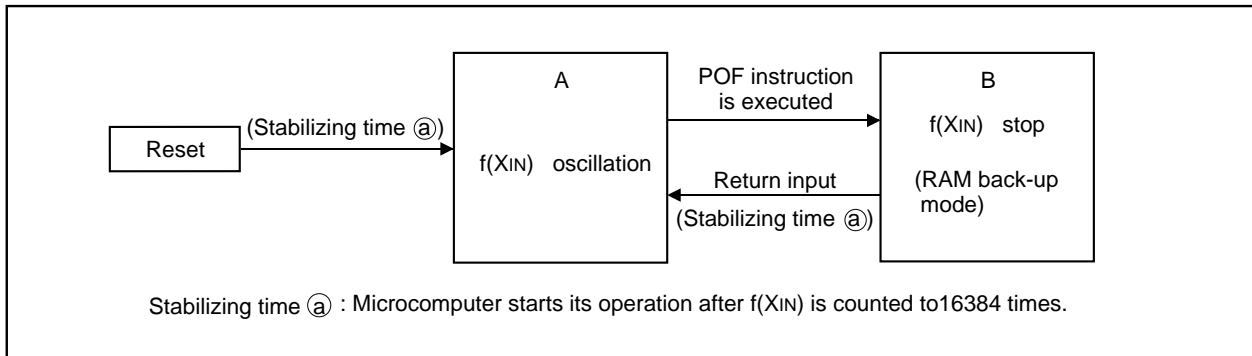 Reset
(Stabilizing time ⓐ)
A
f(XIN) oscillation
POF instruction
is executed
Return input
(Stabilizing time ⓐ)
B
f(XIN) stop
(RAM back-up
mode)
Stabilizing time ⓐ : Microcomputer starts its operation after f(XIN) is counted to16384 times.